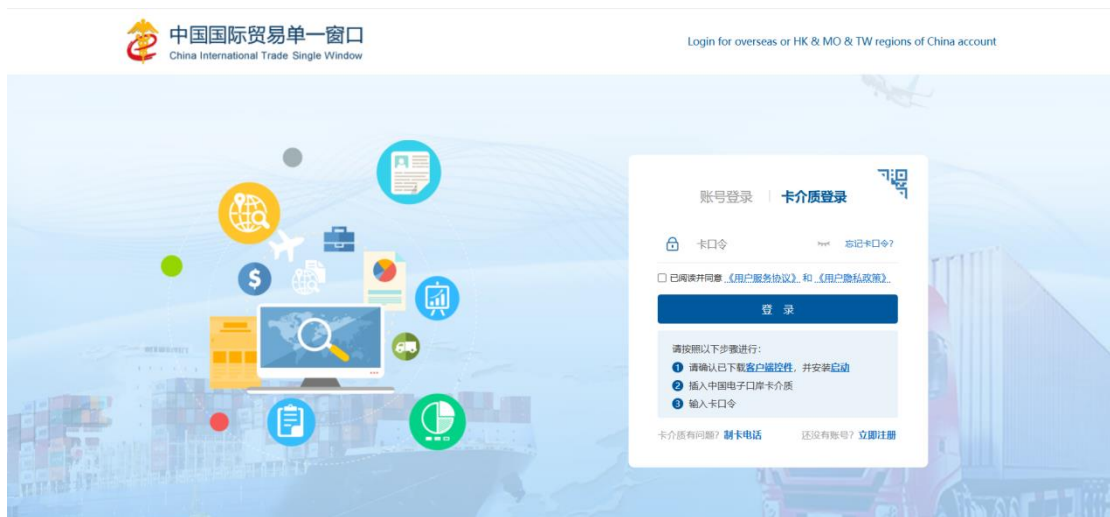 中国国际贸易单一窗口
China International Trade Single Window
Login for overseas or HK & MO & TW regions of China account
账号登录 | 卡介质登录
卡口令 忘记卡口令?
已阅读并同意《用户服务协议》和《用户隐私政策》
登 录
请按照以下步骤进行：
1 请确认已下载客户端控件，并安装启动
2 插入中国电子口岸卡介质
3 输入卡口令
卡介质有问题? 制卡电话 还没有账号? 立即注册